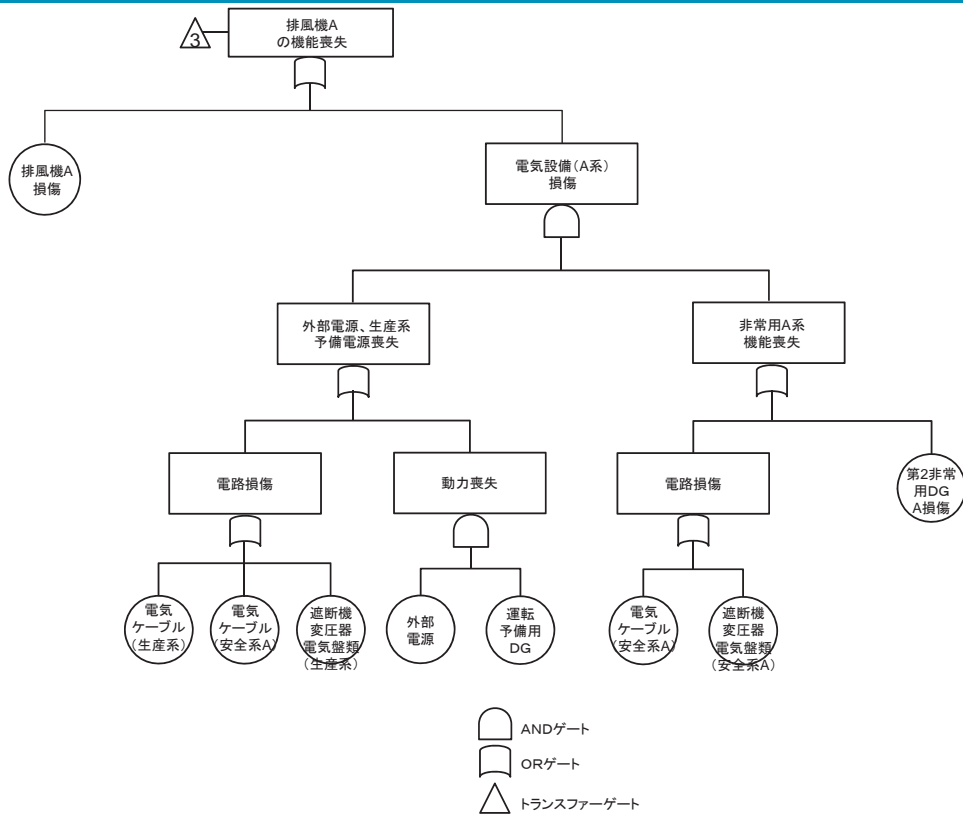 3
排風機A
の機能喪失
排風機A
損傷
電気設備(A系)
損傷
外部電源、生産系
予備電源喪失
非常用A系
機能喪失
電路損傷
動力喪失
電路損傷
第2非常
用DG
A損傷
電気
ケーブル
(生産系)
電気
ケーブル
(安全系A)
遮断機
変圧器
電気盤類
(生産系)
外部
電源
運転
予備用
DG
電気
ケーブル
(安全系A)
遮断機
変圧器
電気盤類
(安全系A)
ANDゲート
ORゲート
トランスファーゲート